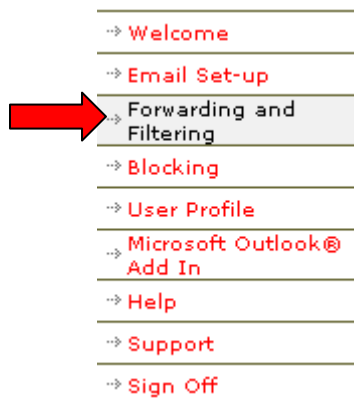 Welcome
Email Set-up
Forwarding and
Filtering
Blocking
User Profile
Microsoft Outlook®
Add In
Help
Support
Sign Off